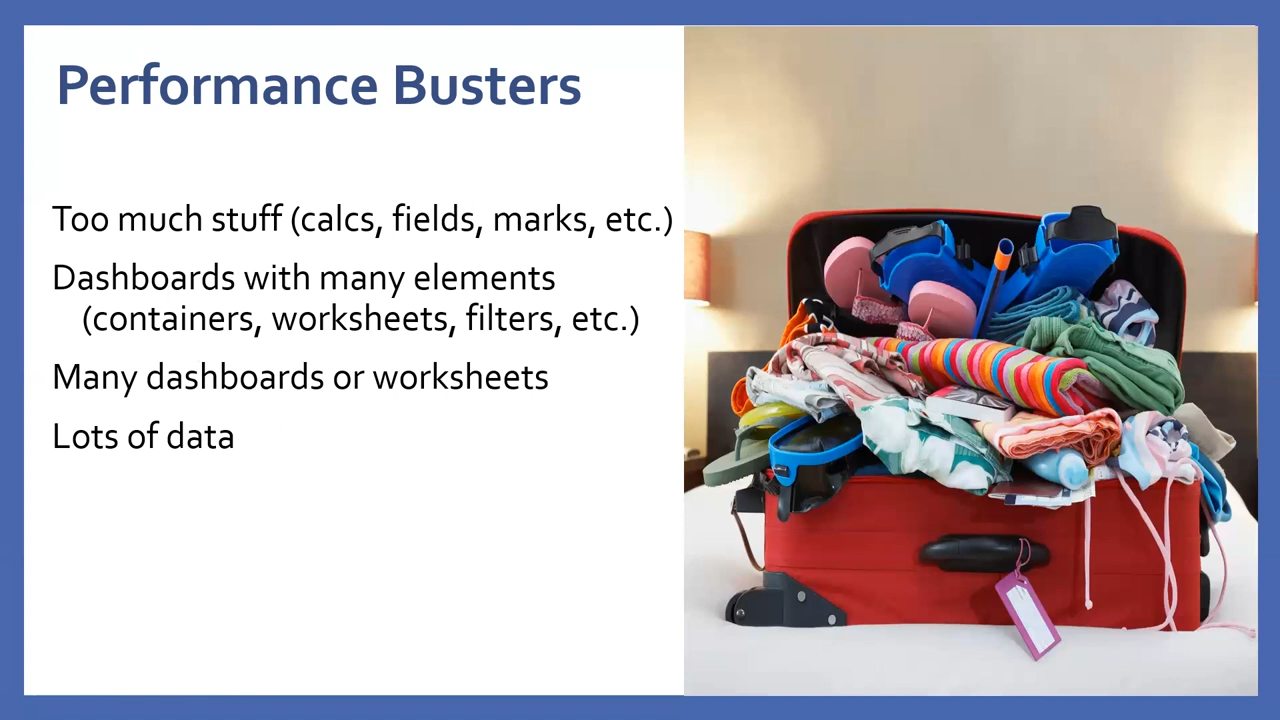 Performance Busters
Too much stuff (calcs, fields, marks, etc.)
Dashboards with many elements
(containers, worksheets, filters, etc.)
Many dashboards or worksheets
Lots of data